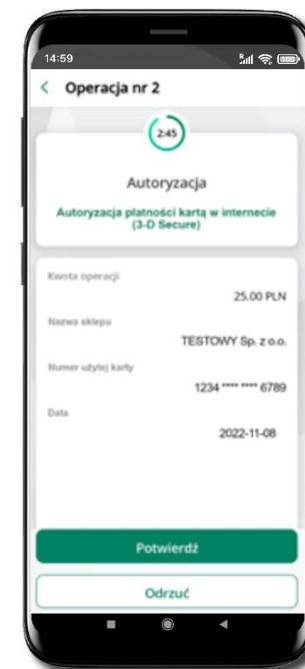 14:59
Operacja nr 2
2:45
Autoryzacja
Autoryzacja płatności kartą w internecie
(3-D Secure)
Kwota operacji
25.00 PLN
Nazwa sklepu
TESTOWY Sp. z o.o.
Numer użytej karty
1234 **** **** 6789
Data
2022-11-08
Potwierdź
Odrzuć